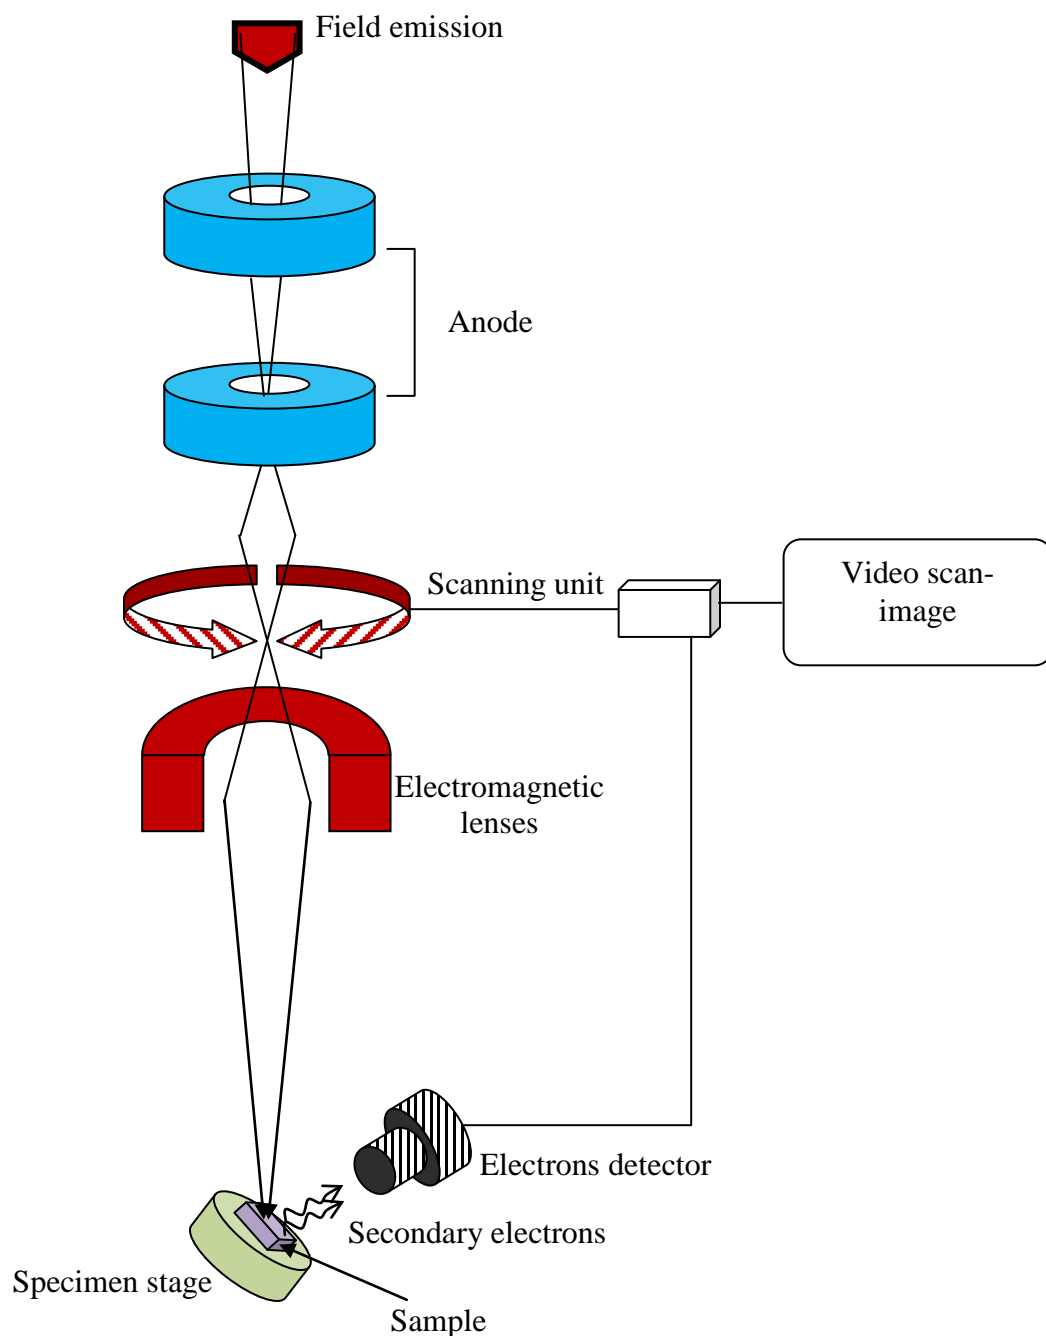 Field emission
Anode
Scanning unit
Video scan-
image
Electromagnetic
lenses
Electrons detector
Secondary electrons
Specimen stage
Sample